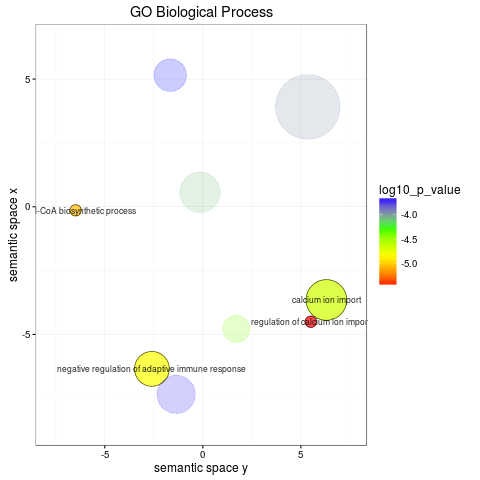 GO Biological Process
semantic space x
5
0
-5
l-CoA biosynthetic process
calcium ion import
regulation of calcium ion impor
negative regulation of adaptive immune response
-5
0
5
semantic space y
log10_p_value
-4.0
-4.5
-5.0